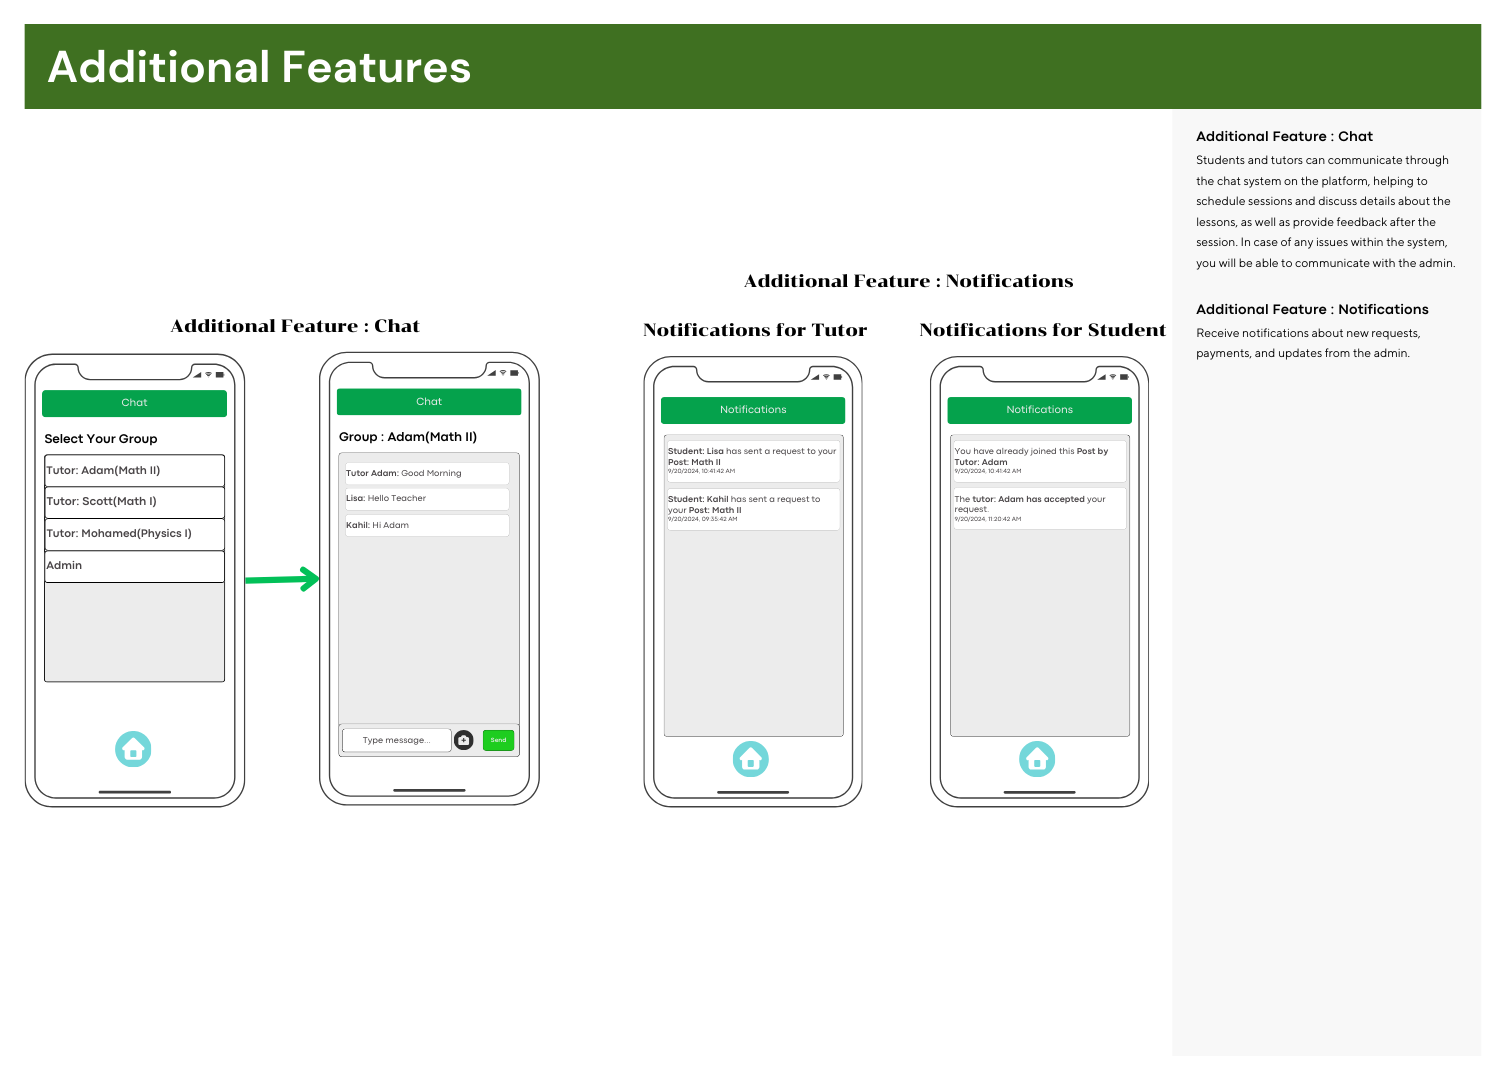 Additional Features
Additional Feature : Chat
Chat
Select Your Group
Tutor: Adam(Math II)
Tutor: Scott(Math I)
Tutor: Mohamed(Physics I)
Admin
Chat
Group : Adam(Math II)
Tutor Adam: Good Morning
Lisa: Hello Teacher
Kahil: Hi Adam
Type message...
Send
Additional Feature : Notifications
Notifications for Tutor
Notifications
Student: Lisa has sent a request to your
Post: Math II
9/20/2024, 10:41:42 AM
Student: Kahil has sent a request to
your Post: Math II
9/20/2024, 09:35:42 AM
Notifications for Student
Notifications
You have already joined this Post by
Tutor: Adam
9/20/2024, 10:41:42 AM
The tutor: Adam has accepted your
request.
9/20/2024, 11:20:42 AM
Additional Feature : Chat
Students and tutors can communicate through
the chat system on the platform, helping to
schedule sessions and discuss details about the
lessons, as well as provide feedback after the
session. In case of any issues within the system,
you will be able to communicate with the admin.
Additional Feature : Notifications
Receive notifications about new requests,
payments, and updates from the admin.